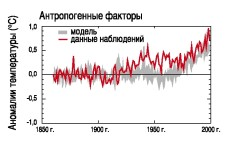 Антропогенные факторы
Аномалии температуры (°С)
модель
данные наблюдений
1,0
0,5
0,0
-0,5
-1,0
1850 г. 1900 г. 1950 г. 2000 г.